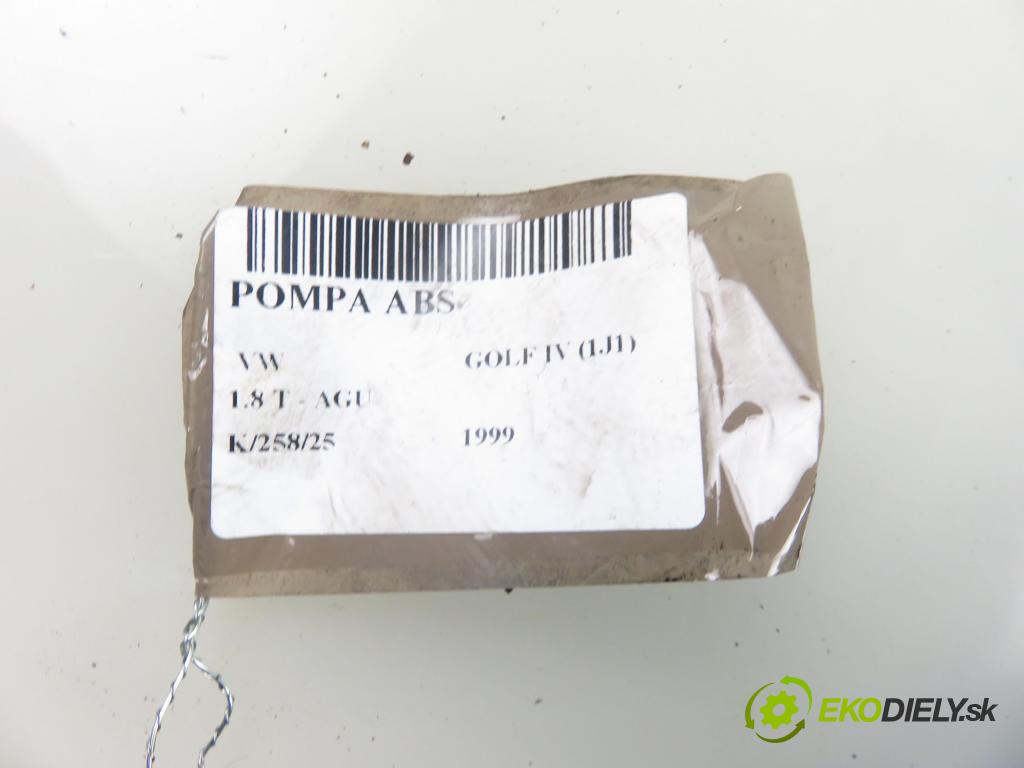 POMPA ABS
VW GOLF IV (1J1)
1.8 T - AGU
K/258/25 1999
EKODIELY.sk